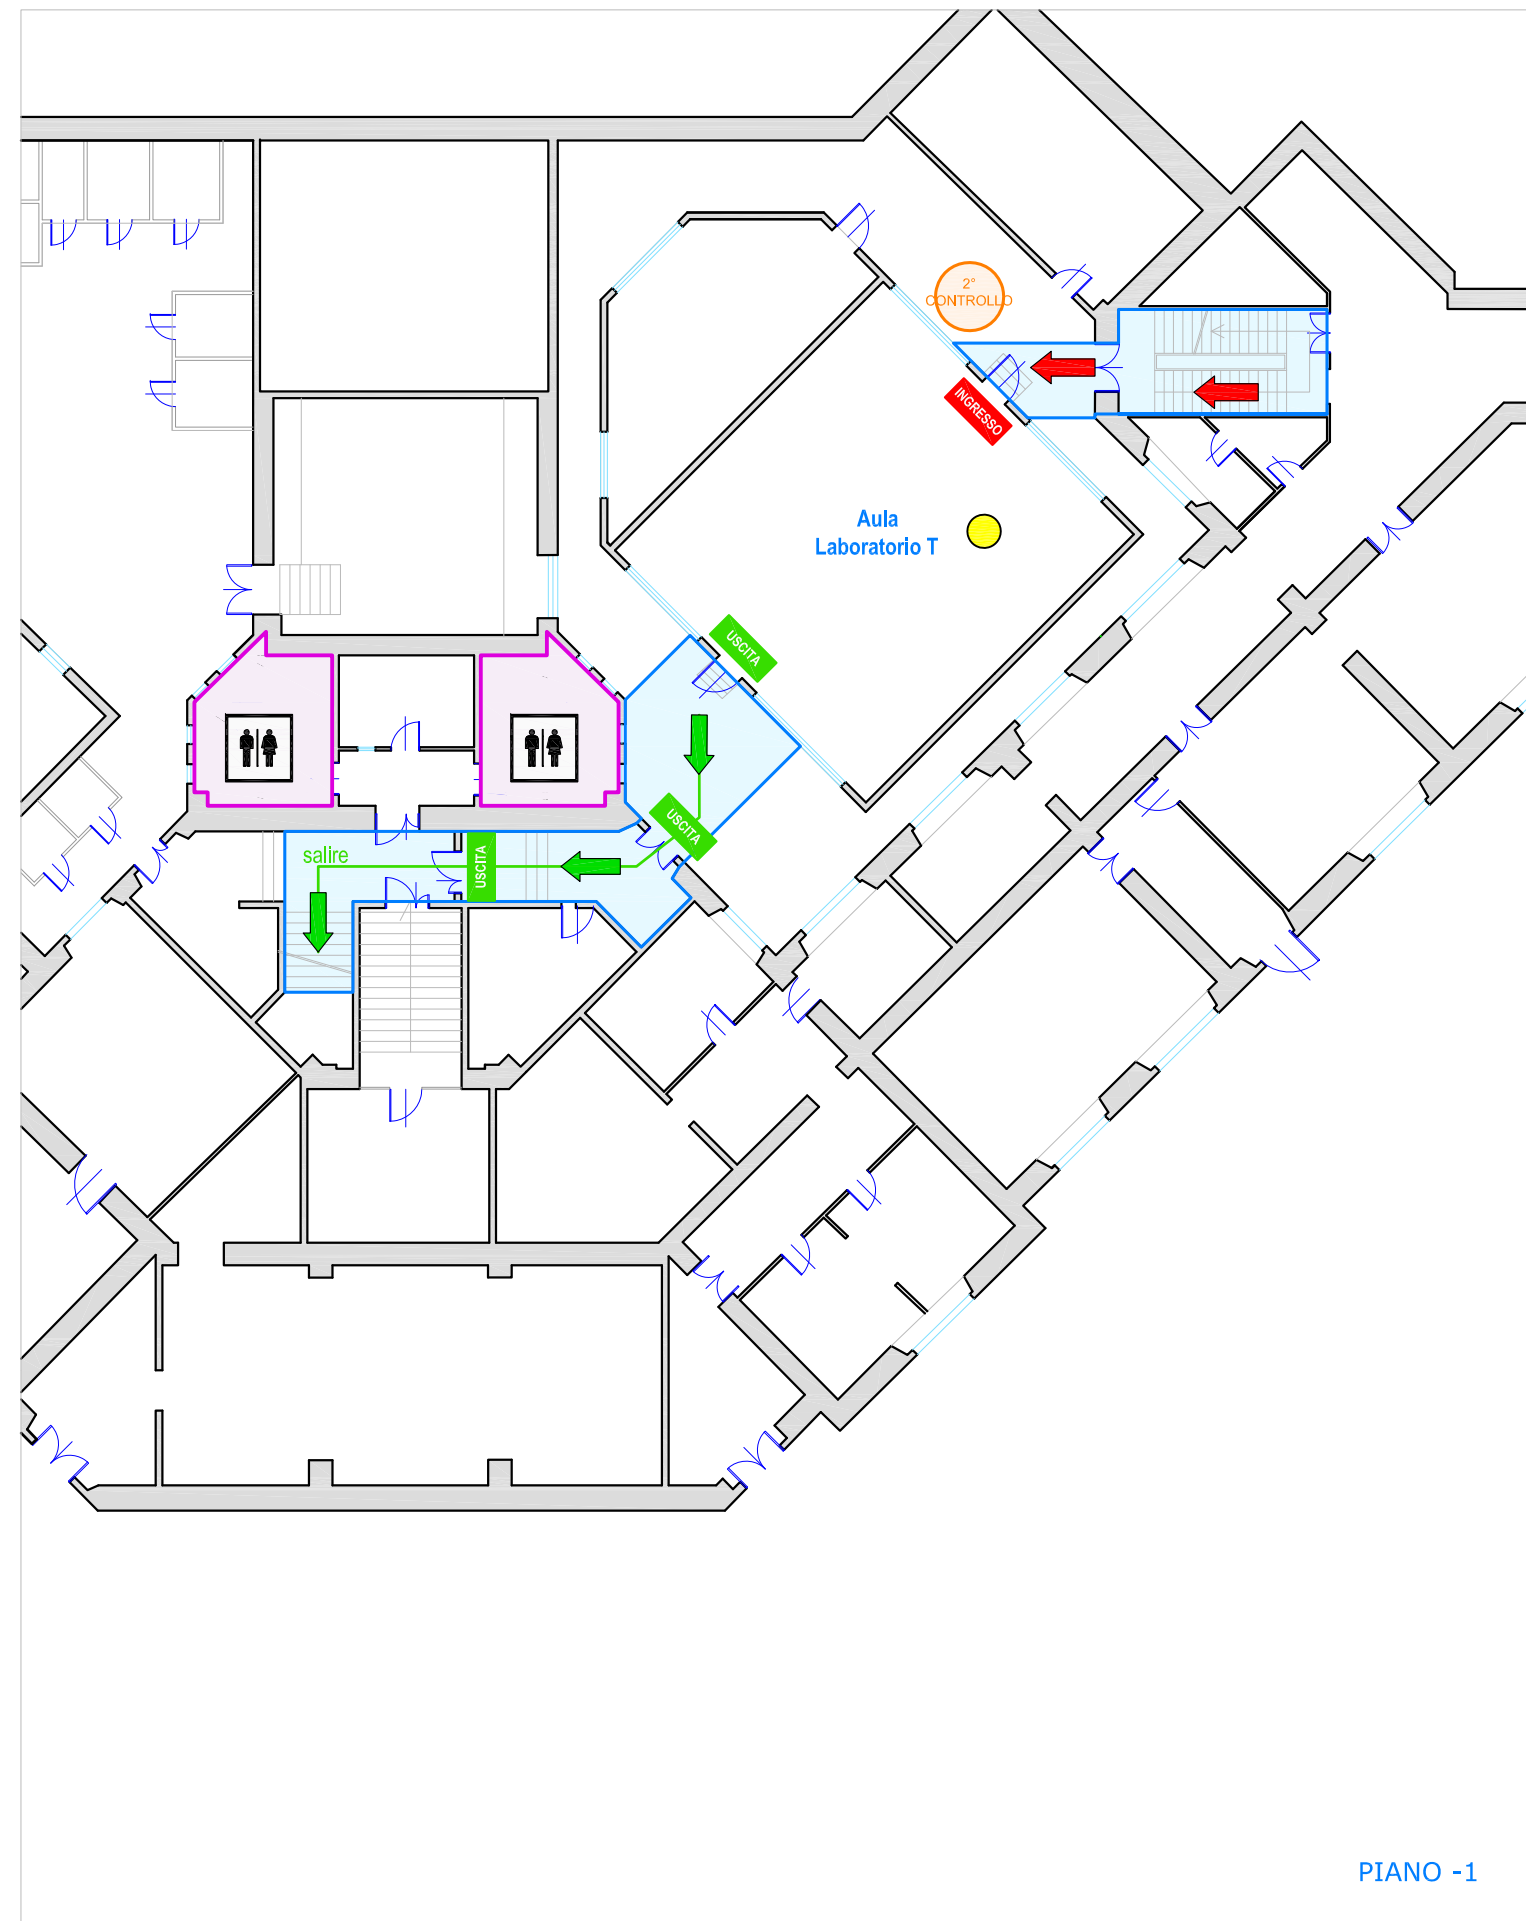 2°
CONTROLLO
INGRESSO
Aula
Laboratorio T
USCITA
USCITA
USCITA
salire
PIANO -1